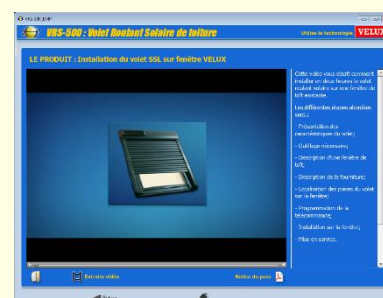 VRS-500_EMP
VRS-500 : Volet Roulant Solaire de toiture
Utilise la technologie VELUX
LE PRODUIT : Installation du volet SSL sur fenêtre VELUX
Cette vidéo vous décrit comment
installer en deux heures le volet
roulant solaire sur une fenêtre de
toit existante.
Les différentes étapes abordées
sont :
- Présentation des
caractéristiques du volet;
- Outillage nécessaire;
- Description d'une fenêtre de
toit;
- Description de la fourniture;
- Localisation des pièces du volet
sur la fenêtre;
- Programmation de la
télécommande;
- Installation sur la fenêtre;
- Mise en service.
Extraits vidéo
Notice de pose